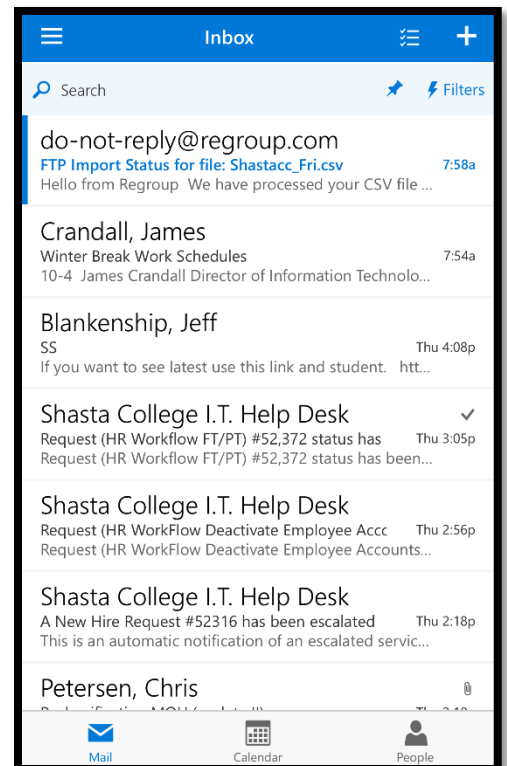 Inbox
Search
Filters
do-not-reply@regroup.com
FTP Import Status for file: Shastacc_Fri.csv 7:58a
Hello from Regroup  We have processed your CSV file ...
Crandall, James
Winter Break Work Schedules 7:54a
10-4  James Crandall Director of Information Technolo...
Blankenship, Jeff
SS Thu 4:08p
If you want to see latest use this link and student.   htt...
Shasta College I.T. Help Desk
Request (HR Workflow FT/PT) #52,372 status has Thu 3:05p
Request (HR Workflow FT/PT) #52,372 status has been...
Shasta College I.T. Help Desk
Request (HR WorkFlow Deactivate Employee Accc Thu 2:56p
Request (HR WorkFlow Deactivate Employee Accounts...
Shasta College I.T. Help Desk
A New Hire Request #52316 has been escalated Thu 2:18p
This is an automatic notification of an escalated servic...
Petersen, Chris
Mail
Calendar
People